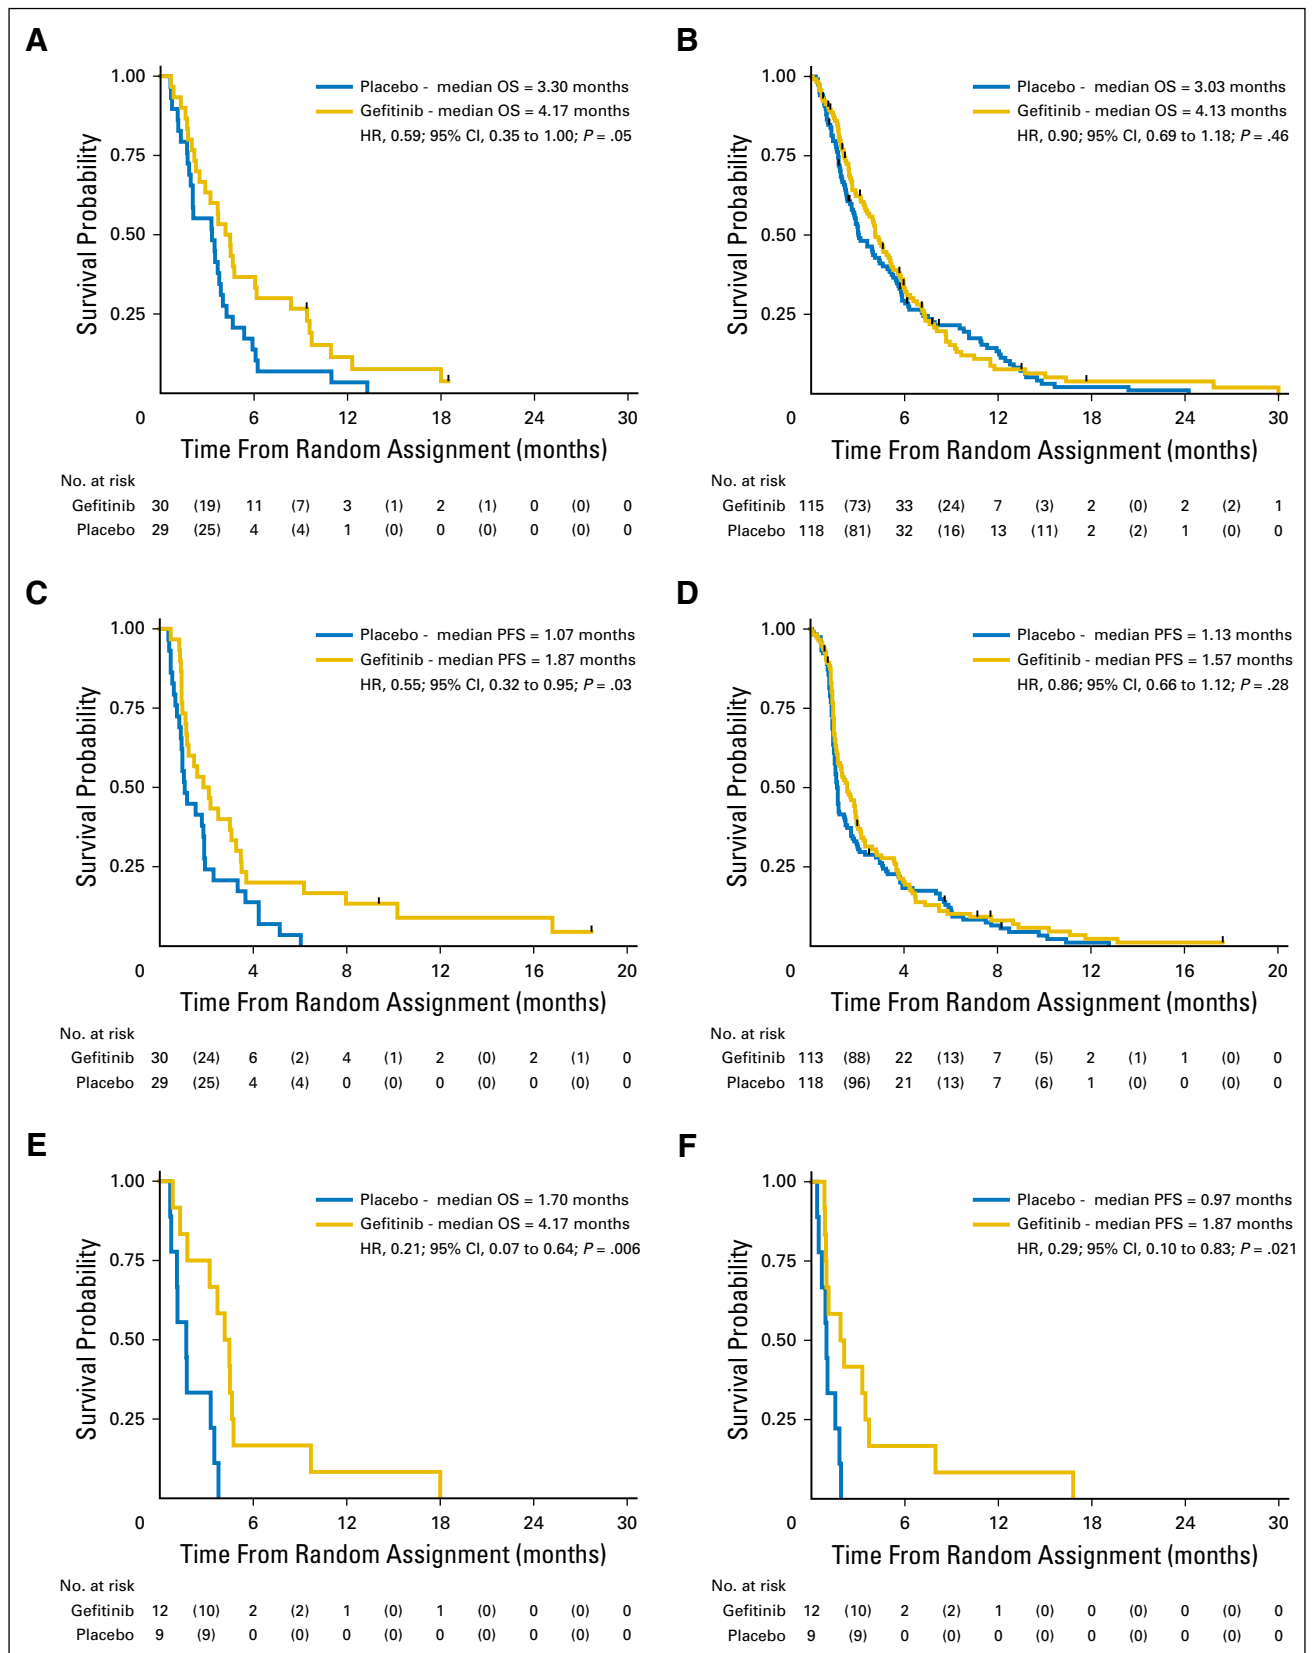 A
1.00
0.75
0.50
0.25
Survival Probability
Placebo - median OS = 3.30 months
Gefitinib - median OS = 4.17 months
HR, 0.59; 95% CI, 0.35 to 1.00; P = .05
0 6 12 18 24 30
Time From Random Assignment (months)
No. at risk
Gefitinib 30 (19) 11 (7) 3 (1) 2 (1) 0 (0) 0
Placebo 29 (25) 4 (4) 1 (0) 0 (0) 0 (0) 0
B
1.00
0.75
0.50
0.25
Survival Probability
Placebo - median OS = 3.03 months
Gefitinib - median OS = 4.13 months
HR, 0.90; 95% CI, 0.69 to 1.18; P = .46
0 6 12 18 24 30
Time From Random Assignment (months)
No. at risk
Gefitinib 115 (73) 33 (24) 7 (3) 2 (0) 2 (2) 1
Placebo 118 (81) 32 (16) 13 (11) 2 (2) 1 (0) 0
C
1.00
0.75
0.50
0.25
Survival Probability
Placebo - median PFS = 1.07 months
Gefitinib - median PFS = 1.87 months
HR, 0.55; 95% CI, 0.32 to 0.95; P = .03
0 4 8 12 16 20
Time From Random Assignment (months)
No. at risk
Gefitinib 30 (24) 6 (2) 4 (1) 2 (0) 2 (1) 0
Placebo 29 (25) 4 (4) 0 (0) 0 (0) 0 (0) 0
D
1.00
0.75
0.50
0.25
Survival Probability
Placebo - median PFS = 1.13 months
Gefitinib - median PFS = 1.57 months
HR, 0.86; 95% CI, 0.66 to 1.12; P = .28
0 4 8 12 16 20
Time From Random Assignment (months)
No. at risk
Gefitinib 113 (88) 22 (13) 7 (5) 2 (1) 1 (0) 0
Placebo 118 (96) 21 (13) 7 (6) 1 (0) 0 (0) 0
E
1.00
0.75
0.50
0.25
Survival Probability
Placebo - median OS = 1.70 months
Gefitinib - median OS = 4.17 months
HR, 0.21; 95% CI, 0.07 to 0.64; P = .006
0 6 12 18 24 30
Time From Random Assignment (months)
No. at risk
Gefitinib 12 (10) 2 (2) 1 (0) 1 (0) 0 (0) 0
Placebo 9 (9) 0 (0) 0 (0) 0 (0) 0 (0) 0
F
1.00
0.75
0.50
0.25
Survival Probability
Placebo - median PFS = 0.97 months
Gefitinib - median PFS = 1.87 months
HR, 0.29; 95% CI, 0.10 to 0.83; P = .021
0 6 12 18 24 30
Time From Random Assignment (months)
No. at risk
Gefitinib 12 (10) 2 (2) 1 (0) 0 (0) 0 (0) 0
Placebo 9 (9) 0 (0) 0 (0) 0 (0) 0 (0) 0